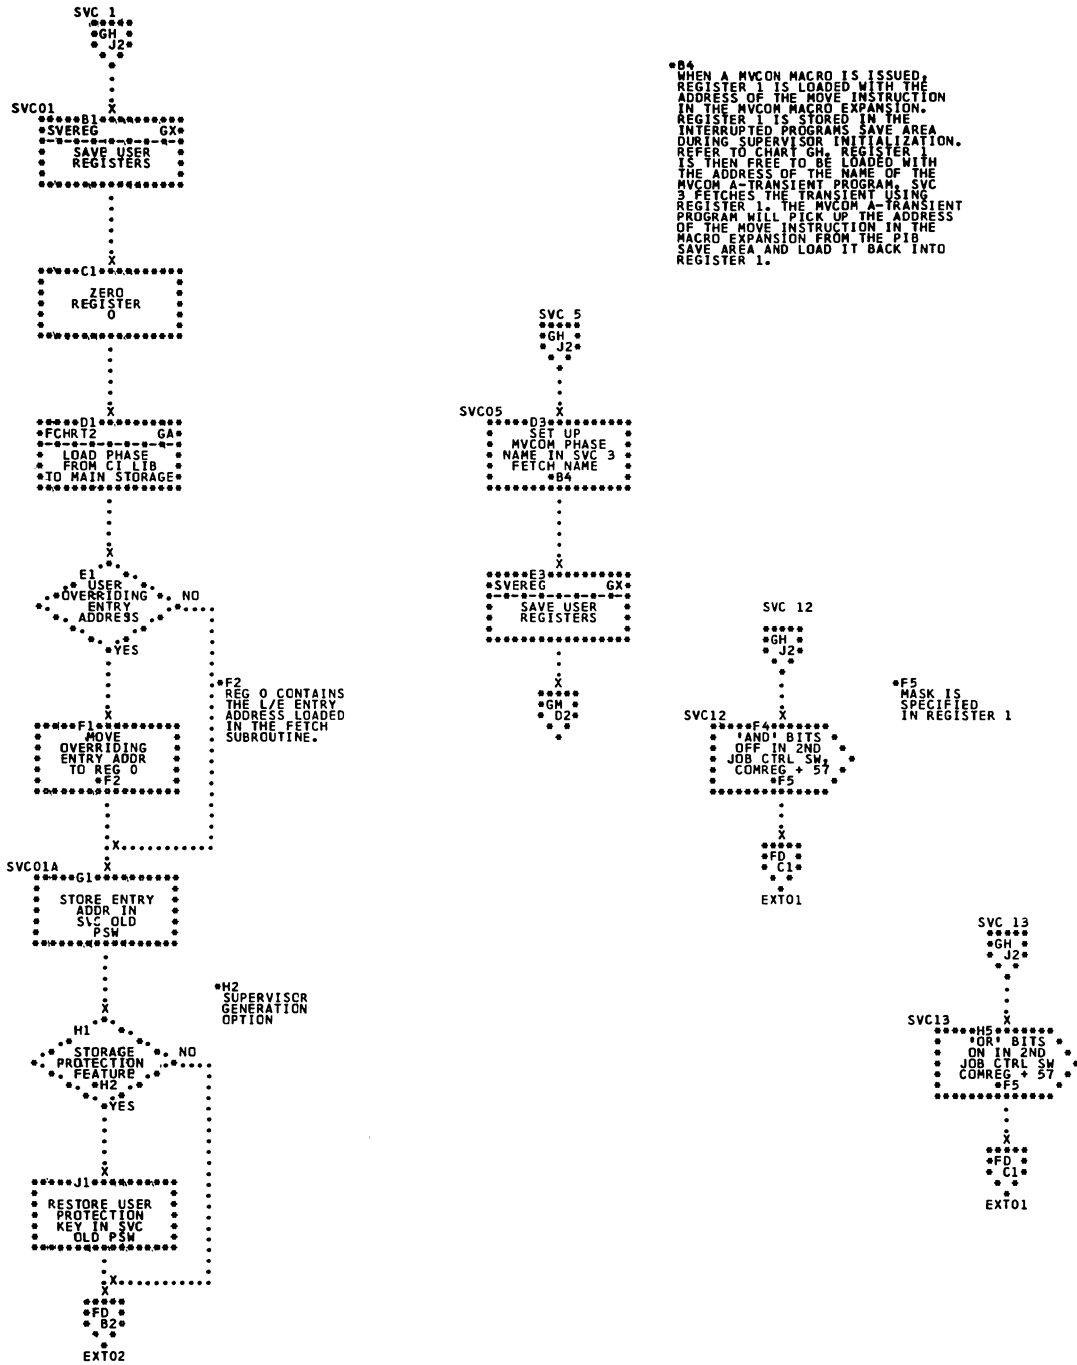 SVC 1
GH
J2
SVC01
B1
SVEREG GX
SAVE USER
REGISTERS
C1
ZERO
REGISTER
0
D1
FCHRT2 GA
LOAD PHASE
FROM CI LIB
TO MAIN STORAGE
E1
USER
OVERRIDING
ENTRY
ADDRESS
NO
YES
*F2
REG 0 CONTAINS
THE L/E ENTRY
ADDRESS LOADED
IN THE FETCH
SUBROUTINE.
F1
MOVE
OVERRIDING
ENTRY ADDR
TO REG 0
*F2
SVC01A
G1
STORE ENTRY
ADDR IN
SVC OLD
PSW
*H2
SUPERVISOR
GENERATION
OPTION
H1
STORAGE
PROTECTION
FEATURE
*H2
NO
YES
J1
RESTORE USER
PROTECTION
KEY IN SVC
OLD PSW
FD
B2
EXT02
*B4
WHEN A MVCON MACRO IS ISSUED,
REGISTER 1 IS LOADED WITH THE
ADDRESS OF THE MOVE INSTRUCTION
IN THE MVCOM MACRO EXPANSION.
REGISTER 1 IS STORED IN THE
INTERRUPTED PROGRAMS SAVE AREA
DURING SUPERVISOR INITIALIZATION.
REFER TO CHART GH. REGISTER 1
IS THEN FREE TO BE LOADED WITH
THE ADDRESS OF THE NAME OF THE
MVCOM A-TRANSIENT PROGRAM. SVC
3 FETCHES THE TRANSIENT USING
REGISTER 1. THE MVCOM A-TRANSIENT
PROGRAM WILL PICK UP THE ADDRESS
OF THE MOVE INSTRUCTION IN THE
MACRO EXPANSION FROM THE PIB
SAVE AREA AND LOAD IT BACK INTO
REGISTER 1.
SVC 5
GH
J2
SVC05
D3
SET UP
MVCOM PHASE
NAME IN SVC 3
FETCH NAME
*B4
E3
SVEREG GX
SAVE USER
REGISTERS
GM
D2
SVC 12
GH
J2
*F5
MASK IS
SPECIFIED
IN REGISTER 1
SVC12
F4
'AND' BITS
OFF IN 2ND
JOB CTRL SW,
COMREG + 57
*F5
FD
C1
EXT01
SVC 13
GH
J2
SVC13
H5
'OR' BITS
ON IN 2ND
JOB CTRL SW
COMREG + 57
*F5
FD
C1
EXT01